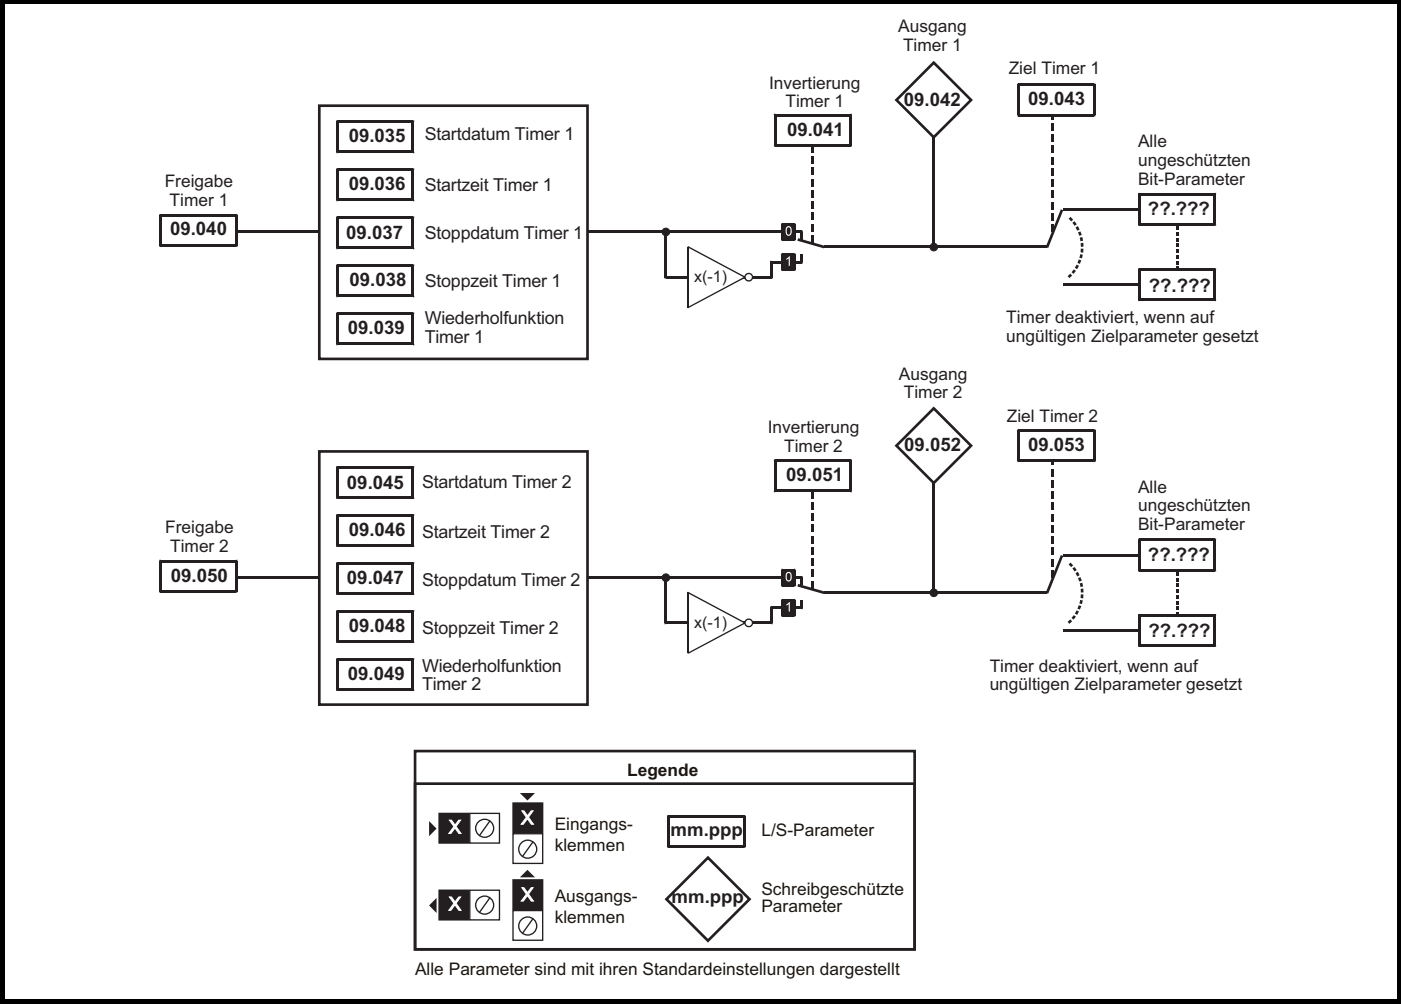 Freigabe
Timer 1
09.040
09.035 Startdatum Timer 1
09.036 Startzeit Timer 1
09.037 Stoppdatum Timer 1
09.038 Stoppzeit Timer 1
09.039 Wiederholfunktion
Timer 1
x(-1)
0
1
Invertierung
Timer 1
09.041
Ausgang
Timer 1
09.042
Ziel Timer 1
09.043
Alle
ungeschützten
Bit-Parameter
??.???
??.???
Timer deaktiviert, wenn auf
ungültigen Zielparameter gesetzt
Freigabe
Timer 2
09.050
09.045 Startdatum Timer 2
09.046 Startzeit Timer 2
09.047 Stoppdatum Timer 2
09.048 Stoppzeit Timer 2
09.049 Wiederholfunktion
Timer 2
x(-1)
0
1
Invertierung
Timer 2
09.051
Ausgang
Timer 2
09.052
Ziel Timer 2
09.053
Alle
ungeschützten
Bit-Parameter
??.???
??.???
Timer deaktiviert, wenn auf
ungültigen Zielparameter gesetzt
Legende
X
X
Eingangs-
klemmen
mm.ppp
L/S-Parameter
X
X
Ausgangs-
klemmen
mm.ppp
Schreibgeschützte
Parameter
Alle Parameter sind mit ihren Standardeinstellungen dargestellt